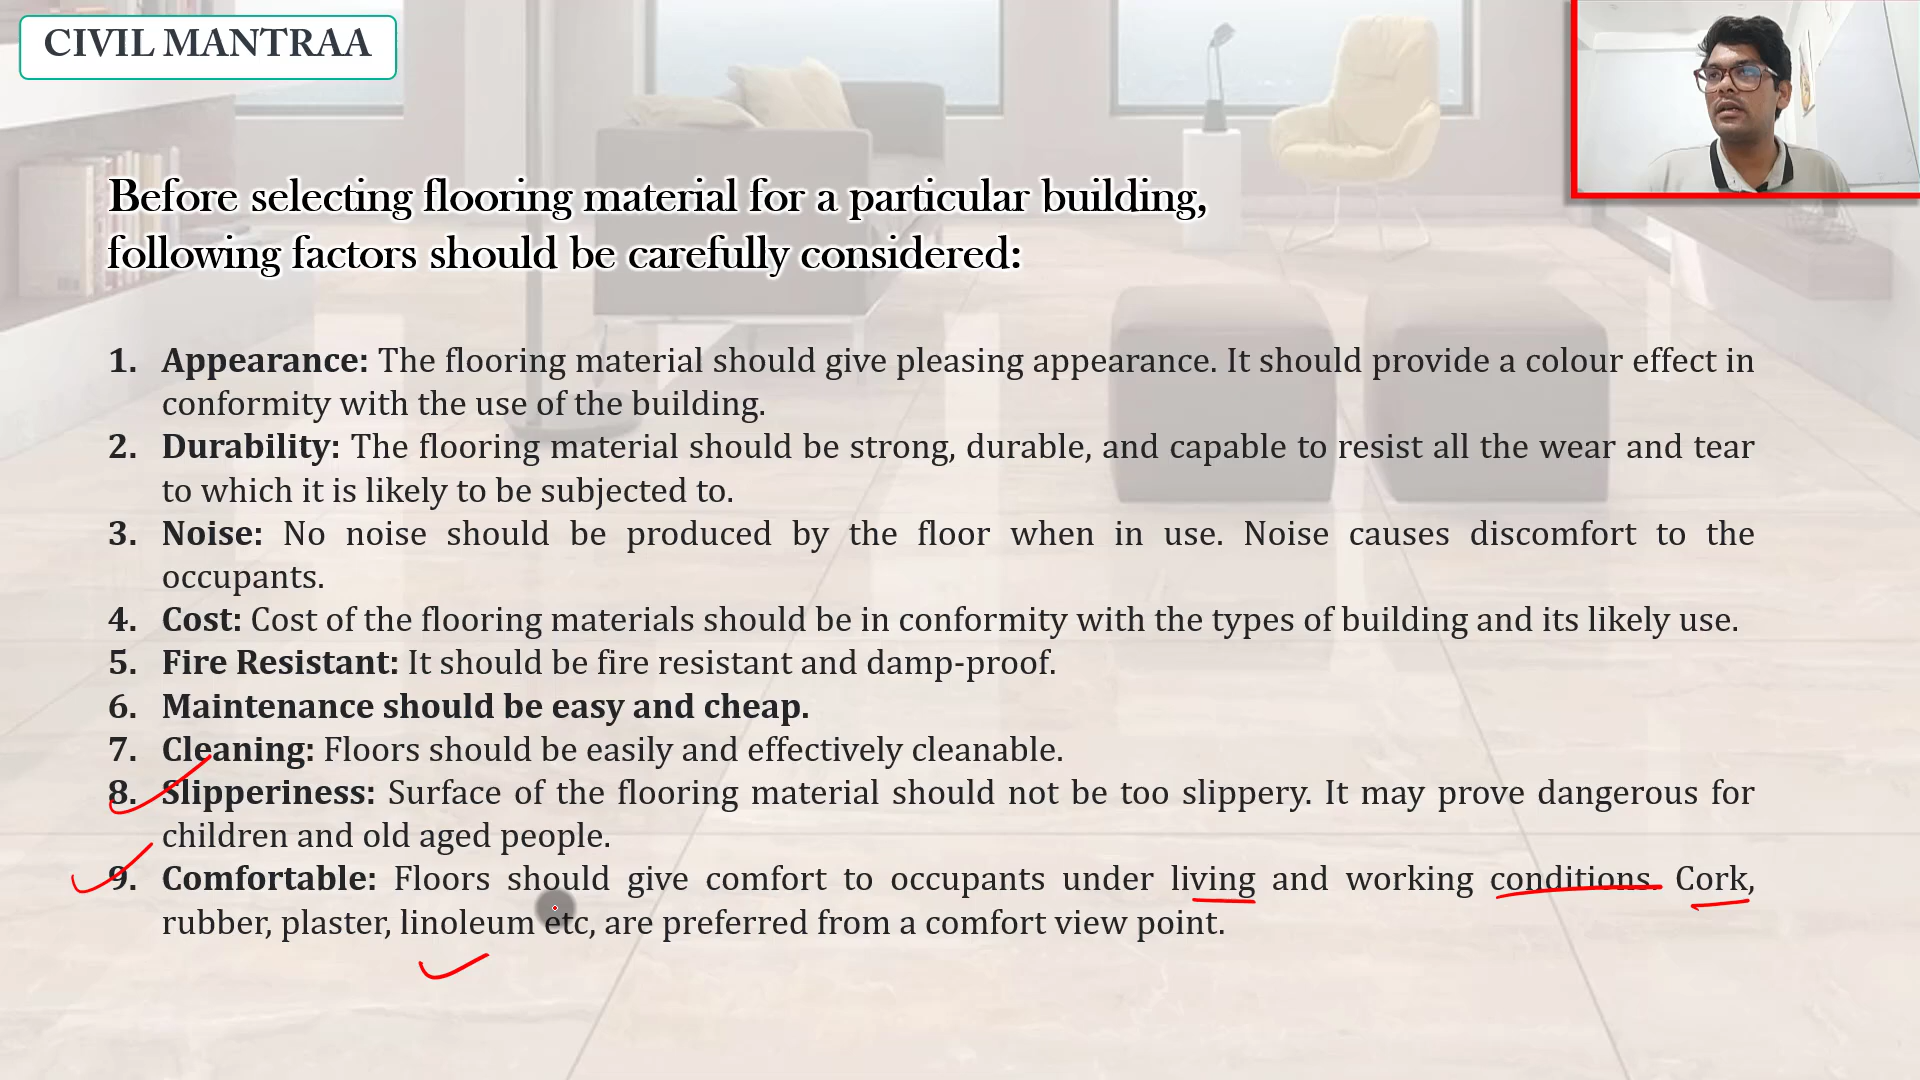 CIVIL MANTRAA
Before selecting flooring material for a particular building,
following factors should be carefully considered:
1. Appearance: The flooring material should give pleasing appearance. It should provide a colour effect in
conformity with the use of the building.
2. Durability: The flooring material should be strong, durable, and capable to resist all the wear and tear
to which it is likely to be subjected to.
3. Noise: No noise should be produced by the floor when in use. Noise causes discomfort to the
occupants.
4. Cost: Cost of the flooring materials should be in conformity with the types of building and its likely use.
5. Fire Resistant: It should be fire resistant and damp-proof.
6. Maintenance should be easy and cheap.
7. Cleaning: Floors should be easily and effectively cleanable.
8. Slipperiness: Surface of the flooring material should not be too slippery. It may prove dangerous for
children and old aged people.
9. Comfortable: Floors should give comfort to occupants under living and working conditions. Cork,
rubber, plaster, linoleum etc, are preferred from a comfort view point.